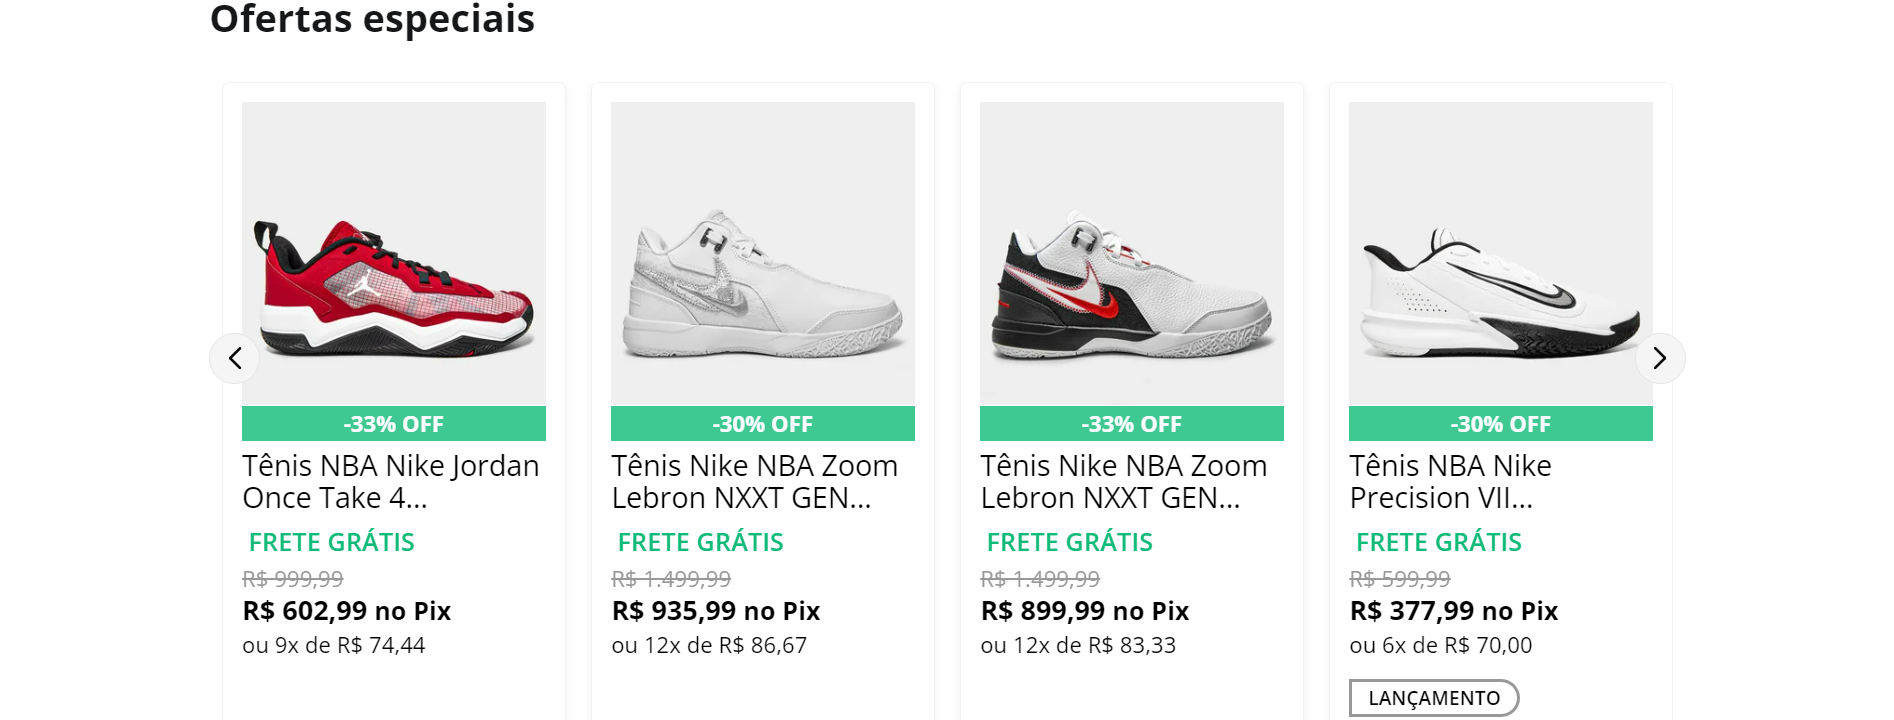 Ofertas especiais
-33% OFF
Tênis NBA Nike Jordan
Once Take 4...
FRETE GRÁTIS
R$ 999,99
R$ 602,99 no Pix
ou 9x de R$ 74,44
-30% OFF
Tênis Nike NBA Zoom
Lebron NXXT GEN...
FRETE GRÁTIS
R$ 1.499,99
R$ 935,99 no Pix
ou 12x de R$ 86,67
-33% OFF
Tênis Nike NBA Zoom
Lebron NXXT GEN...
FRETE GRÁTIS
R$ 1.499,99
R$ 899,99 no Pix
ou 12x de R$ 83,33
-30% OFF
Tênis NBA Nike
Precision VII...
FRETE GRÁTIS
R$ 599,99
R$ 377,99 no Pix
ou 6x de R$ 70,00
LANÇAMENTO